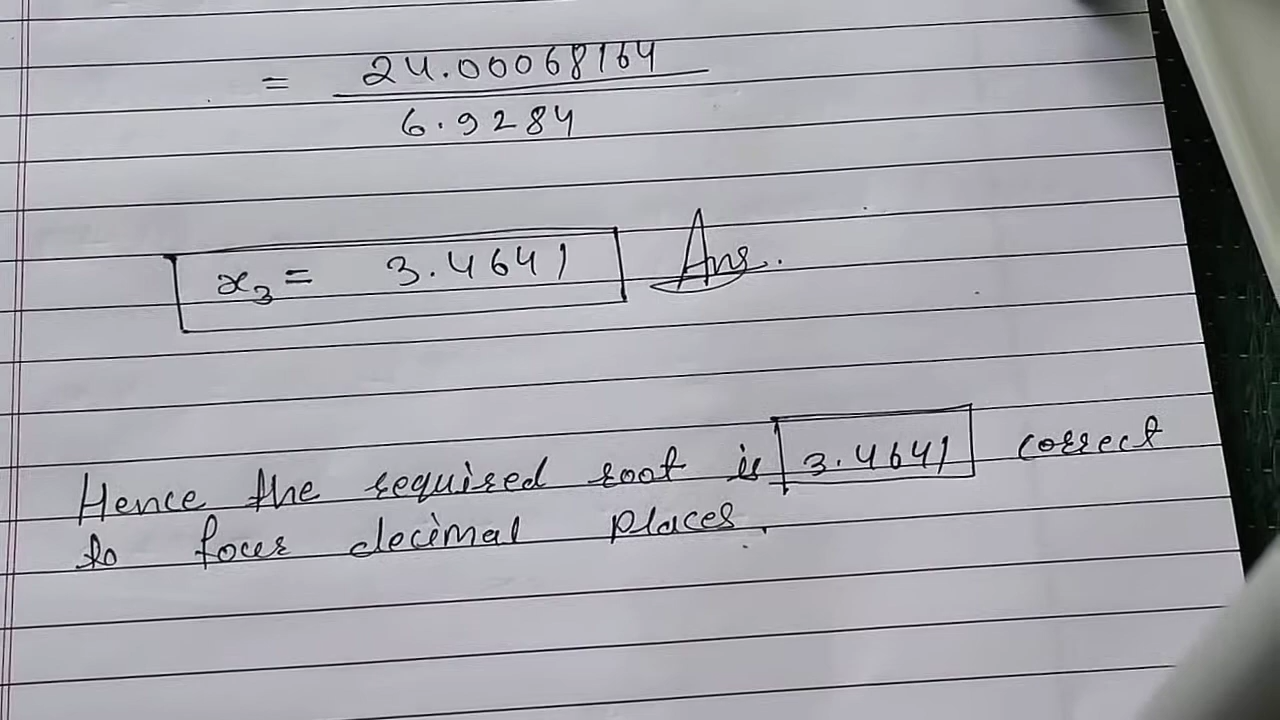 = 24.00068164
6.9284
x₃ = 3.4641 Ans.
Hence the required root is 3.4641 correct
to four decimal places.